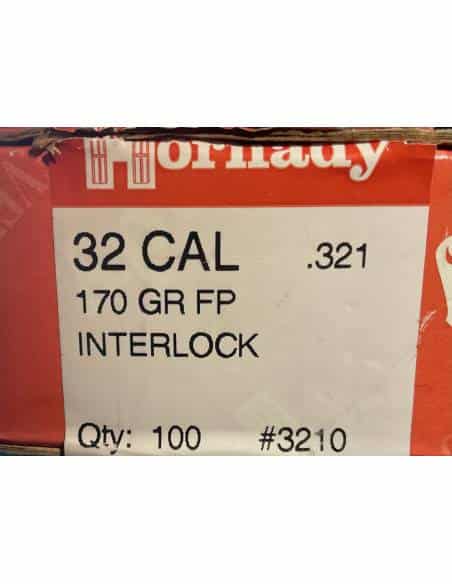 Hornady
32 CAL .321
170 GR FP
INTERLOCK
Qty: 100 #3210